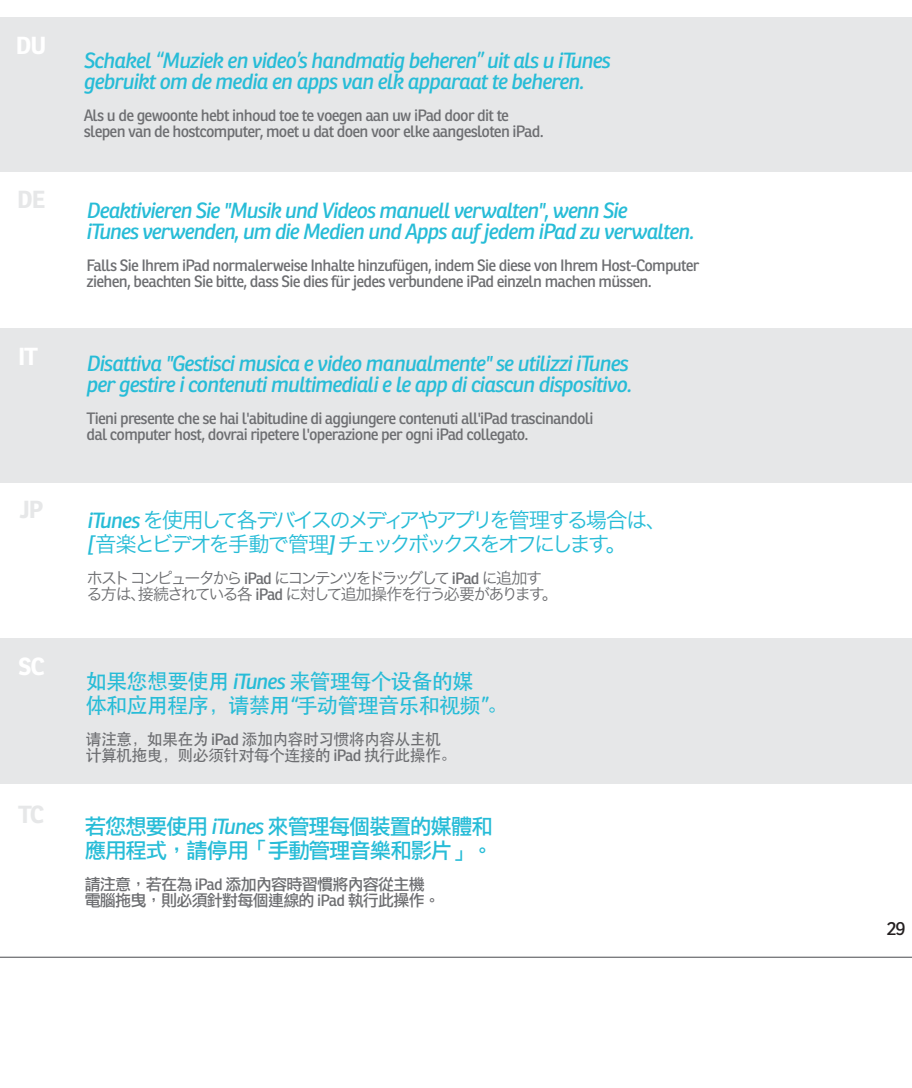 DU
Schakel “Muziek en video's handmatig beheren” uit als u iTunes
gebruikt om de media en apps van elk apparaat te beheren.
Als u de gewoonte hebt inhoud toe te voegen aan uw iPad door dit te
slepen van de hostcomputer, moet u dat doen voor elke aangesloten iPad.
DE
Deaktivieren Sie "Musik und Videos manuell verwalten", wenn Sie
iTunes verwenden, um die Medien und Apps auf jedem iPad zu verwalten.
Falls Sie Ihrem iPad normalerweise Inhalte hinzufügen, indem Sie diese von Ihrem Host-Computer
ziehen, beachten Sie bitte, dass Sie dies für jedes verbundene iPad einzeln machen müssen.
IT
Disattiva "Gestisci musica e video manualmente" se utilizzi iTunes
per gestire i contenuti multimediali e le app di ciascun dispositivo.
Tieni presente che se hai l'abitudine di aggiungere contenuti all'iPad trascinandoli
dal computer host, dovrai ripetere l'operazione per ogni iPad collegato.
JP
iTunes を使用して各デバイスのメディアやアプリを管理する場合は、
[音楽とビデオを手動で管理] チェックボックスをオフにします。
ホスト コンピュータから iPad にコンテンツをドラッグして iPad に追加す
る方は、接続されている各 iPad に対して追加操作を行う必要があります。
SC
如果您想要使用 iTunes 来管理每个设备的媒
体和应用程序，请禁用“手动管理音乐和视频”。
请注意，如果在为 iPad 添加内容时习惯将内容从主机
计算机拖曳，则必须针对每个连接的 iPad 执行此操作。
TC
若您想要使用 iTunes 來管理每個裝置的媒體和
應用程式，請停用「手動管理音樂和影片」。
請注意，若在為 iPad 添加內容時習慣將內容從主機
電腦拖曳，則必須針對每個連線的 iPad 執行此操作。
29